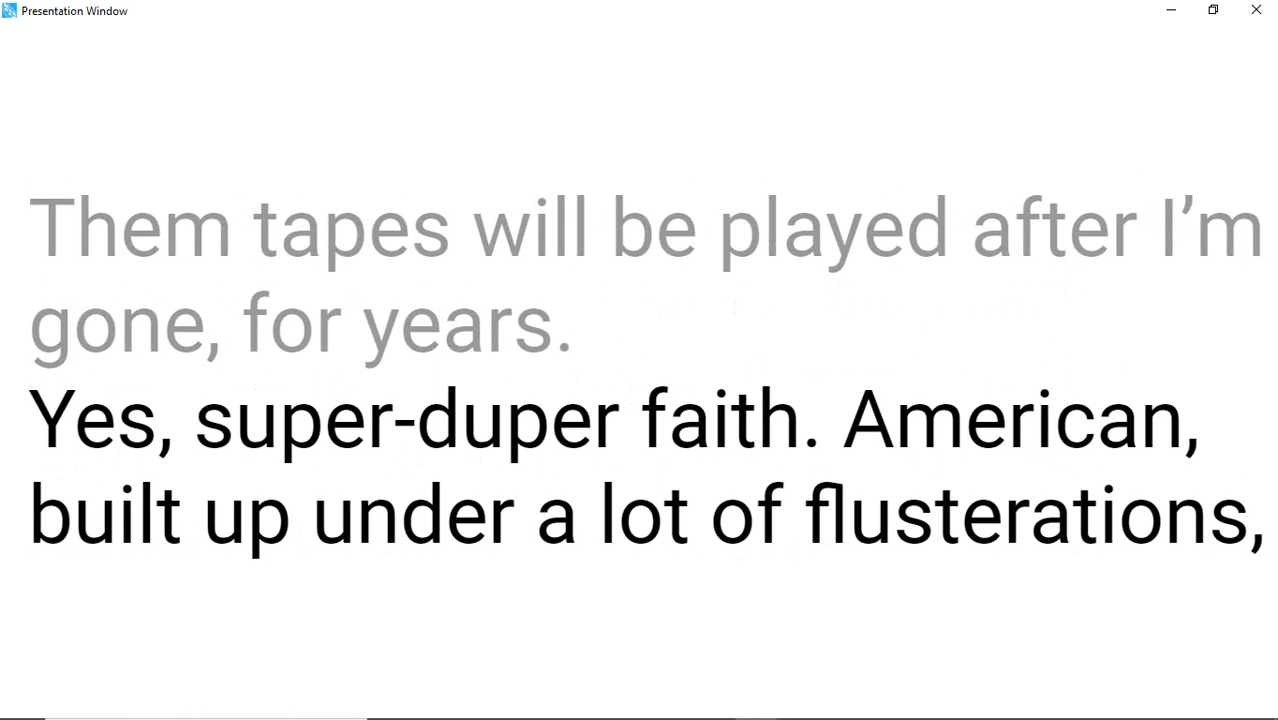 Presentation Window
Them tapes will be played after I’m
gone, for years.
Yes, super-duper faith. American,
built up under a lot of flusterations,